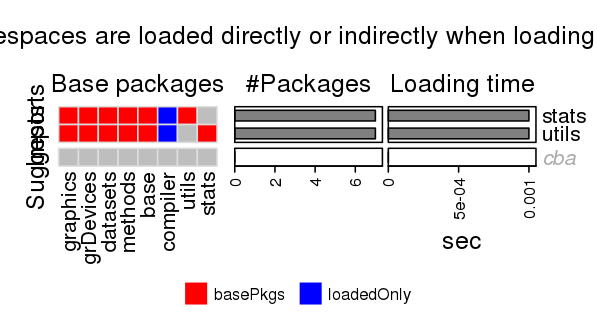 espaces are loaded directly or indirectly when loading
Base packages
#Packages
Loading time
Imports
Suggests
stats
utils
cba
graphics
grDevices
datasets
methods
base
compiler
utils
stats
0 2 4 6
0 5e-04 0.001
sec
basePkgs
loadedOnly